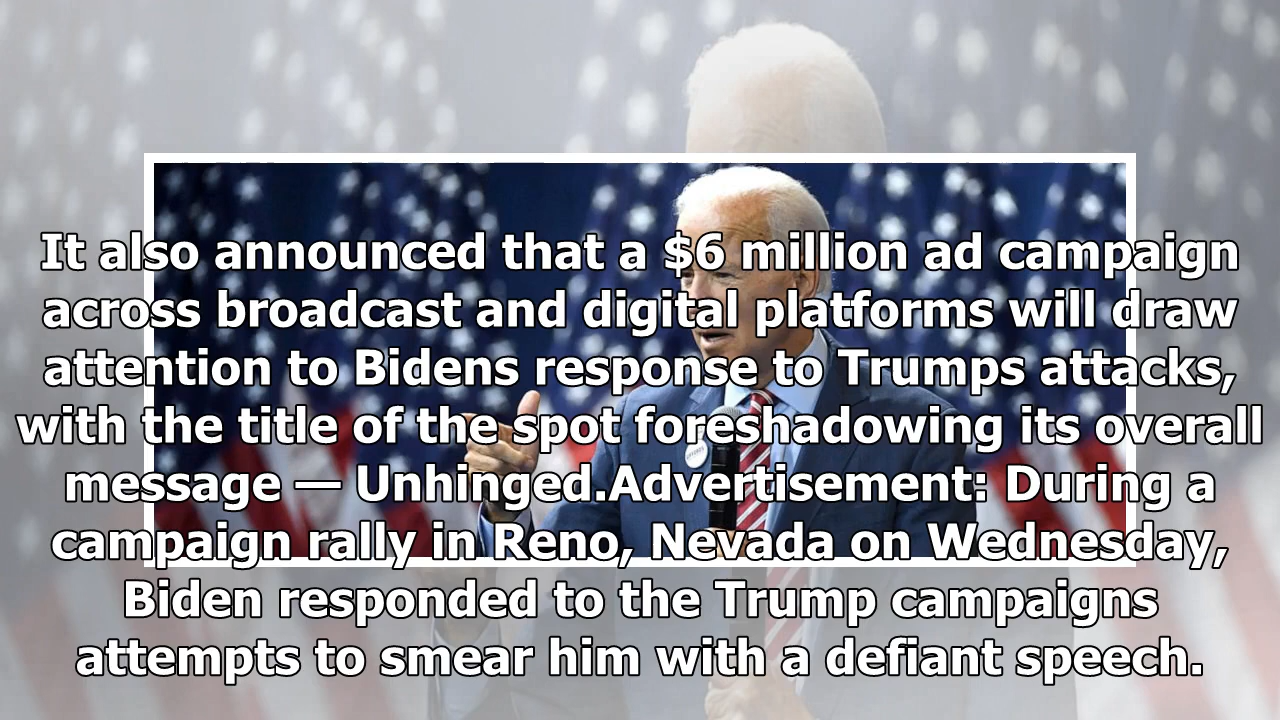 It also announced that a $6 million ad campaign
across broadcast and digital platforms will draw
attention to Bidens response to Trumps attacks,
with the title of the spot foreshadowing its overall
message — Unhinged.Advertisement: During a
campaign rally in Reno, Nevada on Wednesday,
Biden responded to the Trump campaigns
attempts to smear him with a defiant speech.